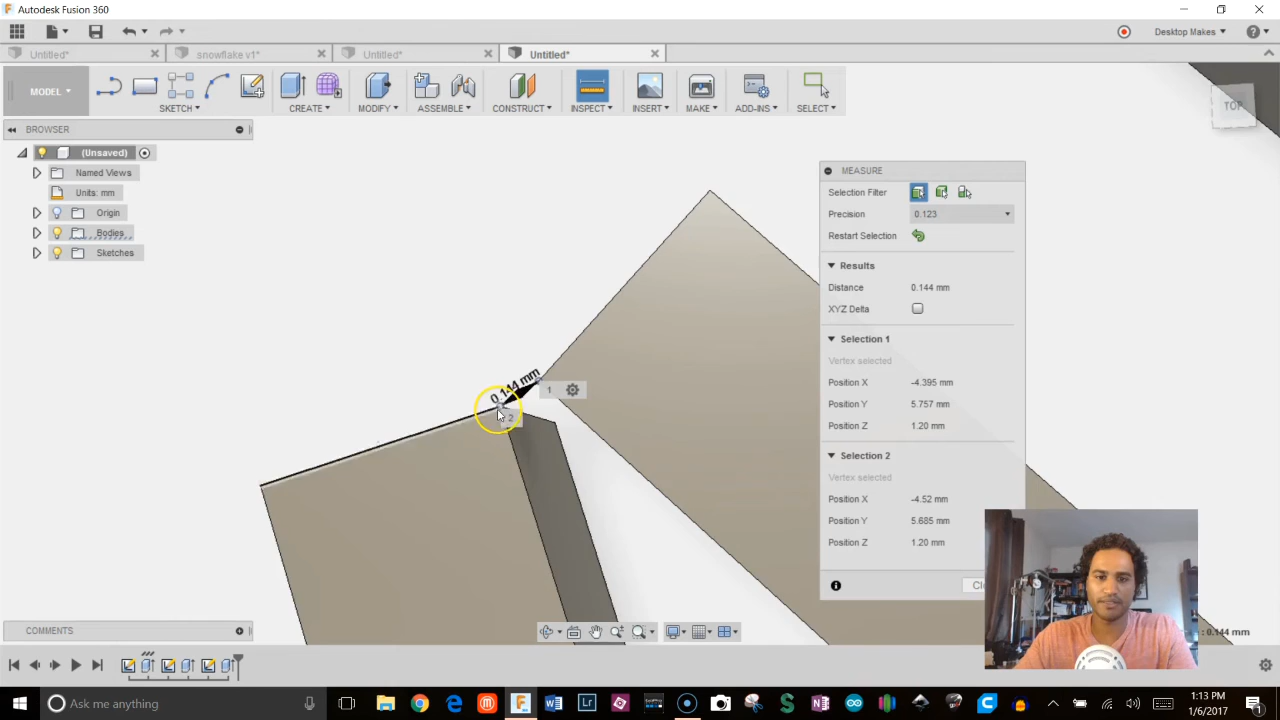 Autodesk Fusion 360
Desktop Makes
Untitled*
snowflake v1*
Untitled*
Untitled*
MODEL
SKETCH
CREATE
MODIFY
ASSEMBLE
CONSTRUCT
INSPECT
INSERT
MAKE
ADD-INS
SELECT
TOP
BROWSER
(Unsaved)
Named Views
Units: mm
Origin
Bodies
Sketches
MEASURE
Selection Filter
Precision 0.123
Restart Selection
Results
Distance 0.144 mm
XYZ Delta
Selection 1
Vertex selected
Position X -4.395 mm
Position Y 5.757 mm
Position Z 1.20 mm
Selection 2
Vertex selected
Position X -4.52 mm
Position Y 5.685 mm
Position Z 1.20 mm
0.144 mm
1
2
COMMENTS
: 0.144 mm
Ask me anything
1:13 PM
1/6/2017